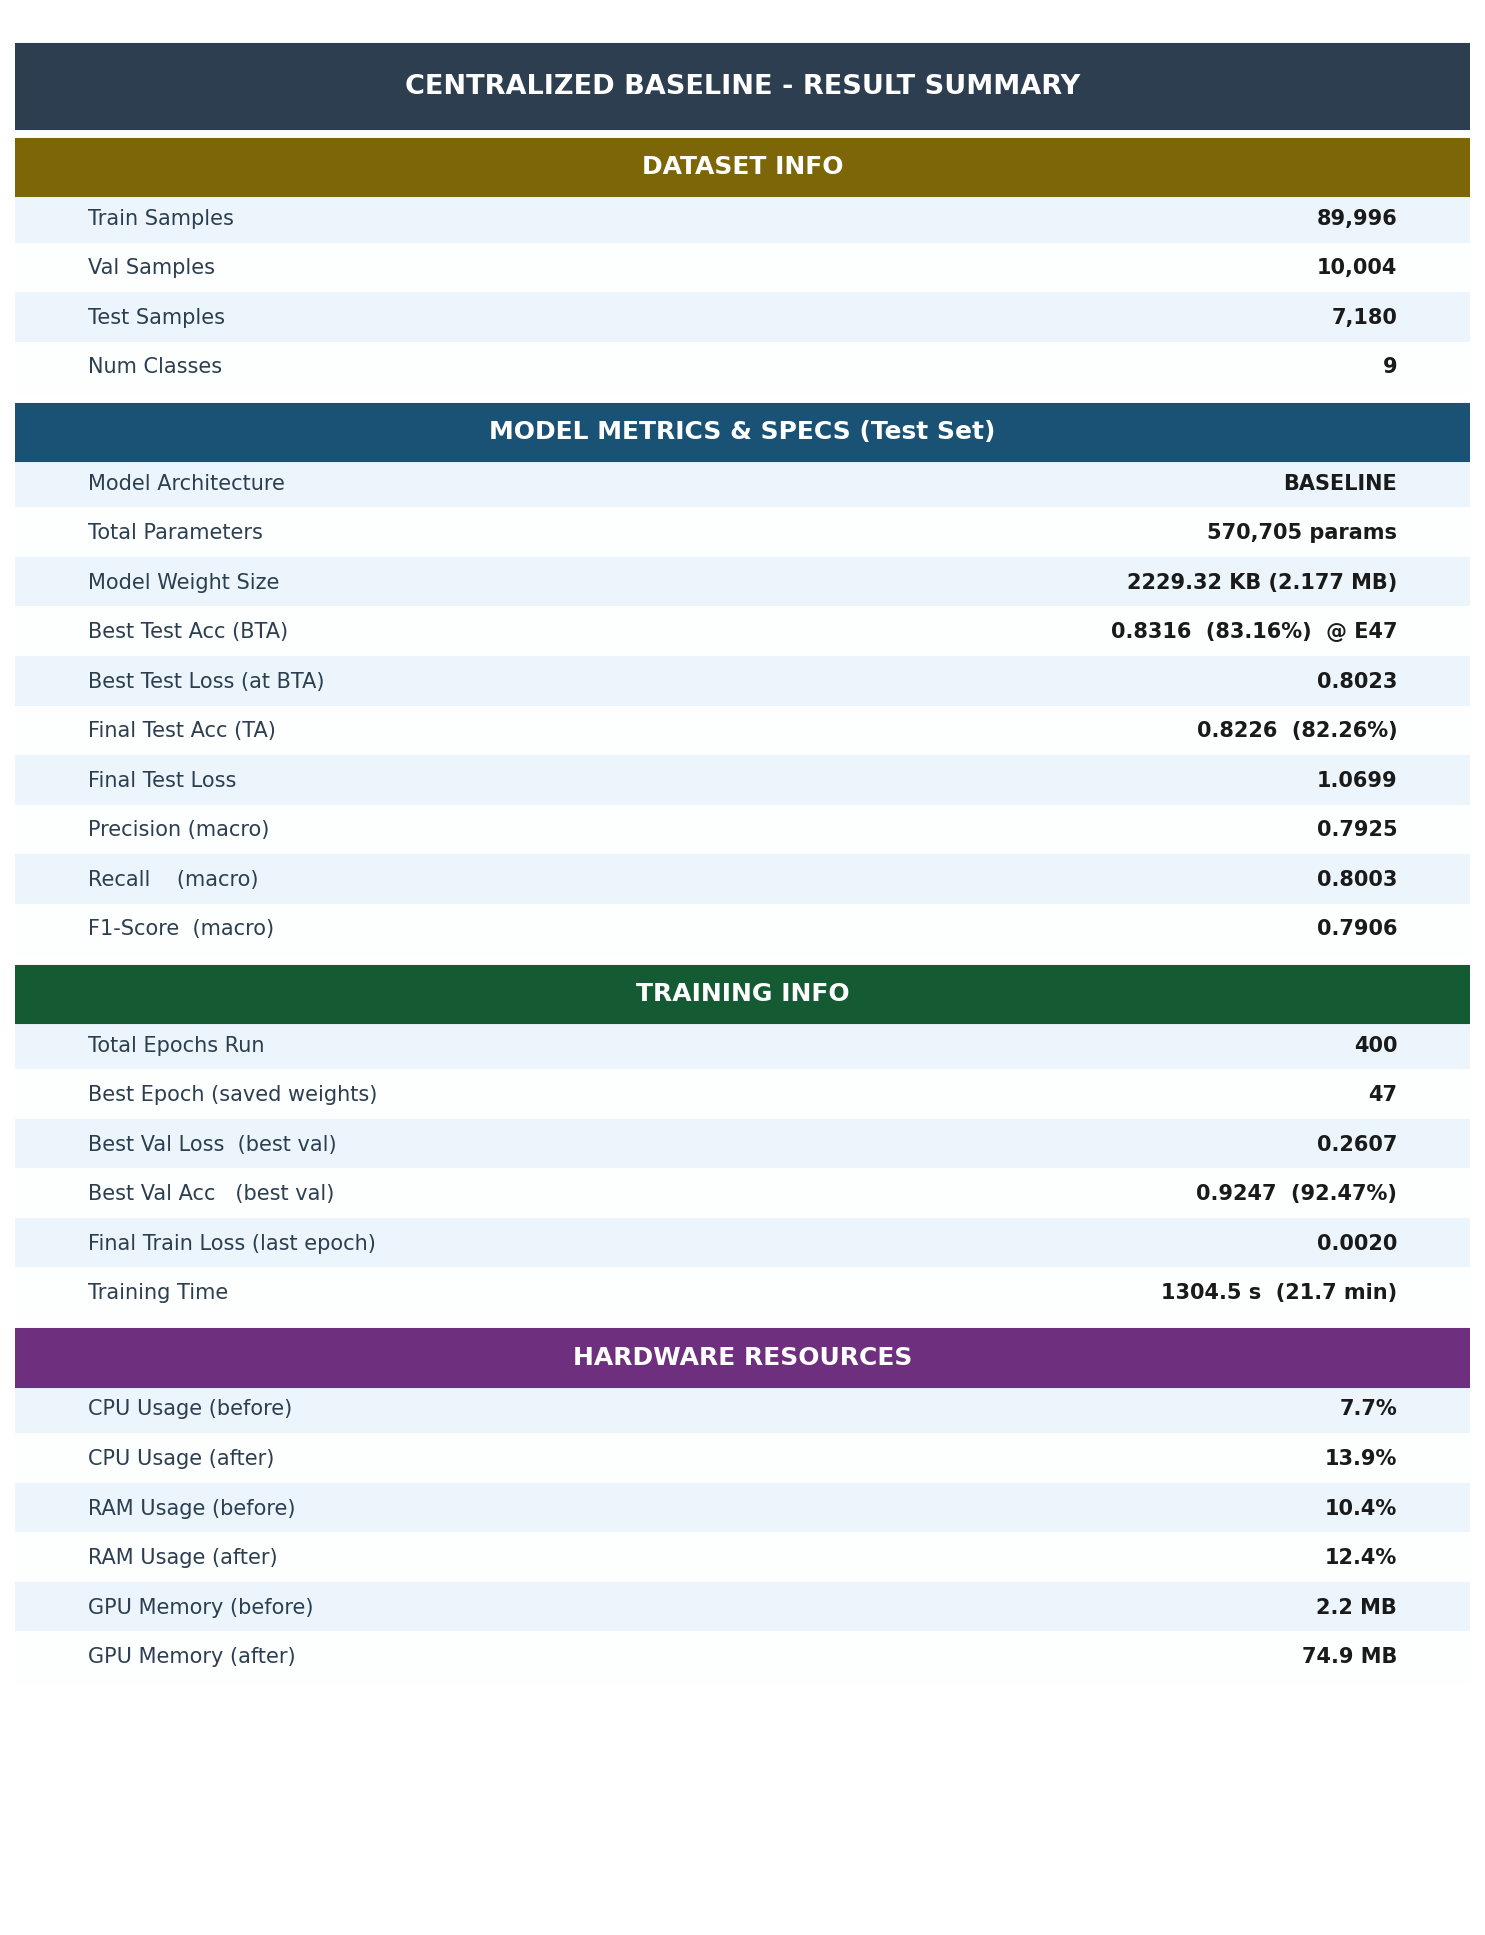 CENTRALIZED BASELINE - RESULT SUMMARY
DATASET INFO
Train Samples 89,996
Val Samples 10,004
Test Samples 7,180
Num Classes 9
MODEL METRICS & SPECS (Test Set)
Model Architecture BASELINE
Total Parameters 570,705 params
Model Weight Size 2229.32 KB (2.177 MB)
Best Test Acc (BTA) 0.8316 (83.16%) @ E47
Best Test Loss (at BTA) 0.8023
Final Test Acc (TA) 0.8226 (82.26%)
Final Test Loss 1.0699
Precision (macro) 0.7925
Recall (macro) 0.8003
F1-Score (macro) 0.7906
TRAINING INFO
Total Epochs Run 400
Best Epoch (saved weights) 47
Best Val Loss (best val) 0.2607
Best Val Acc (best val) 0.9247 (92.47%)
Final Train Loss (last epoch) 0.0020
Training Time 1304.5 s (21.7 min)
HARDWARE RESOURCES
CPU Usage (before) 7.7%
CPU Usage (after) 13.9%
RAM Usage (before) 10.4%
RAM Usage (after) 12.4%
GPU Memory (before) 2.2 MB
GPU Memory (after) 74.9 MB